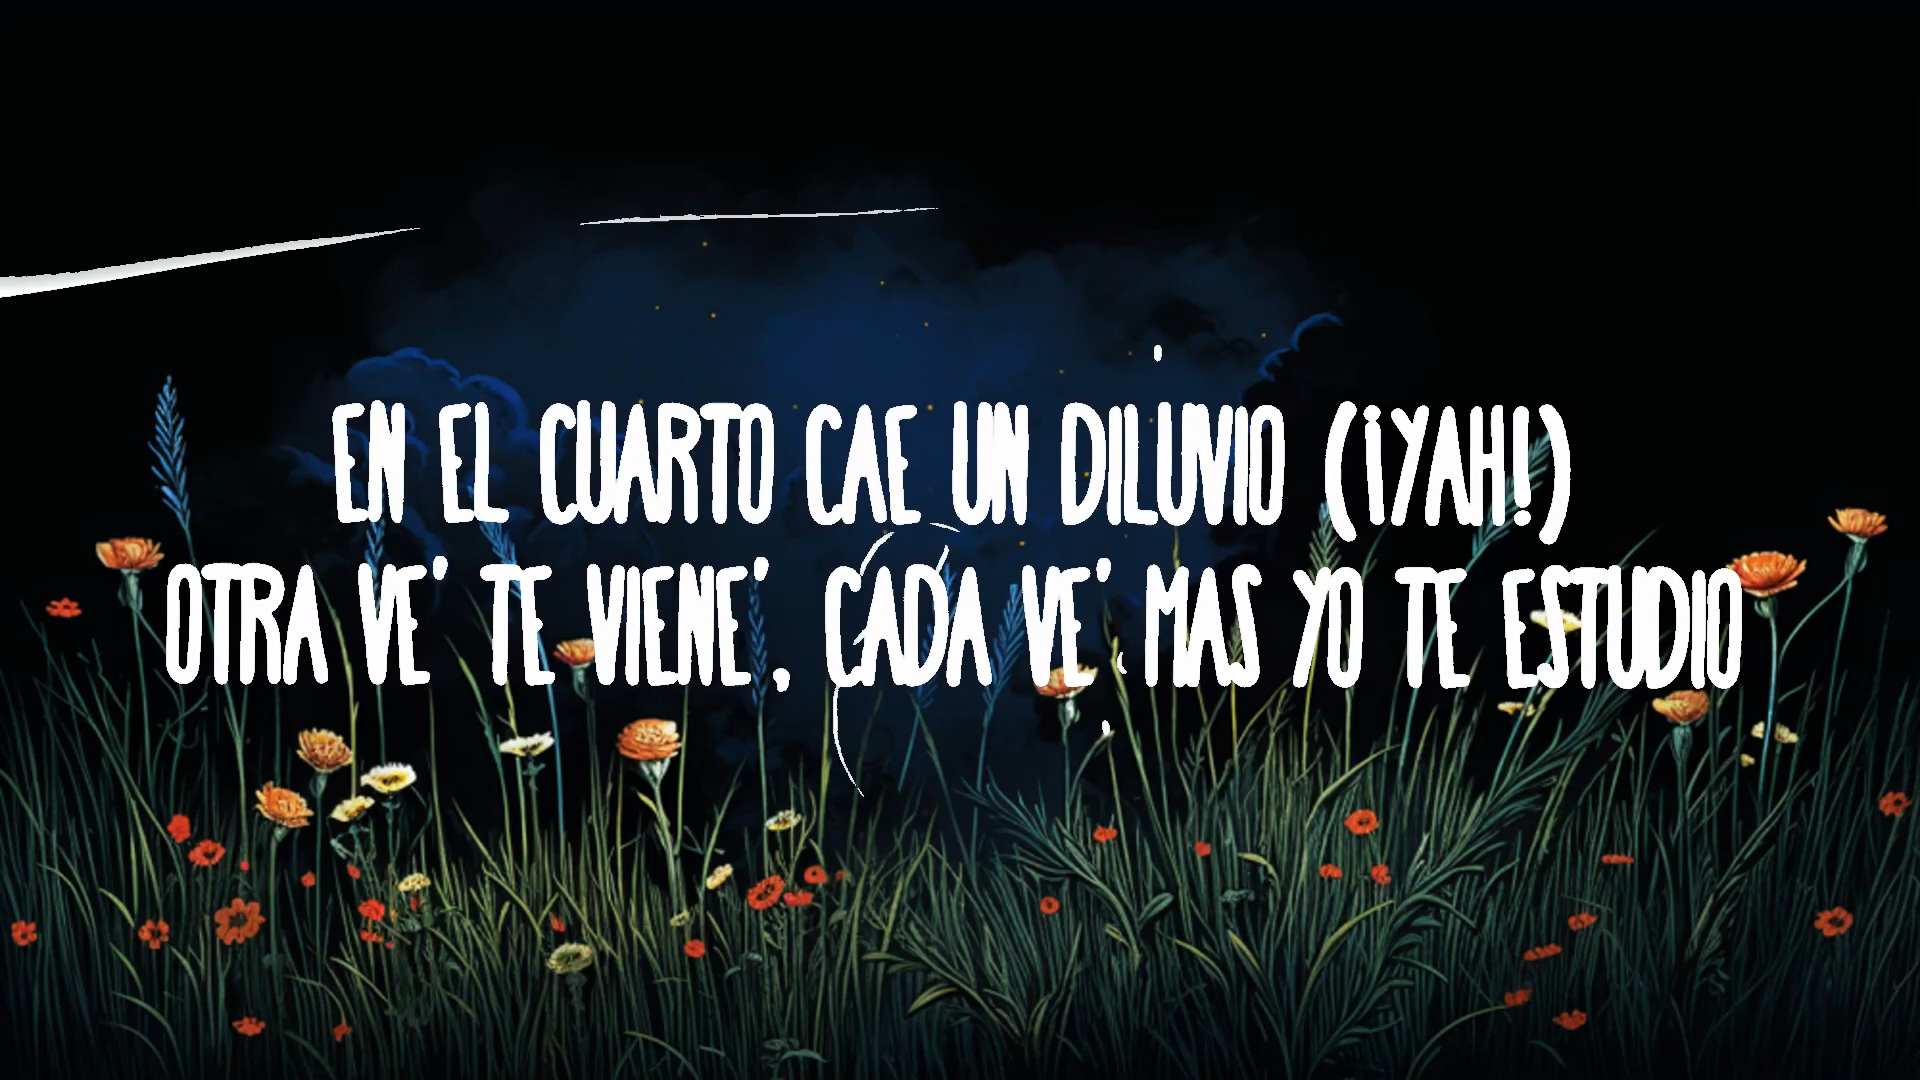 EN EL CUARTO CAE UN DILUVIO (¡YAH!)
OTRA VE' TE VIENE', CADA VE' MAS YO TE ESTUDIO